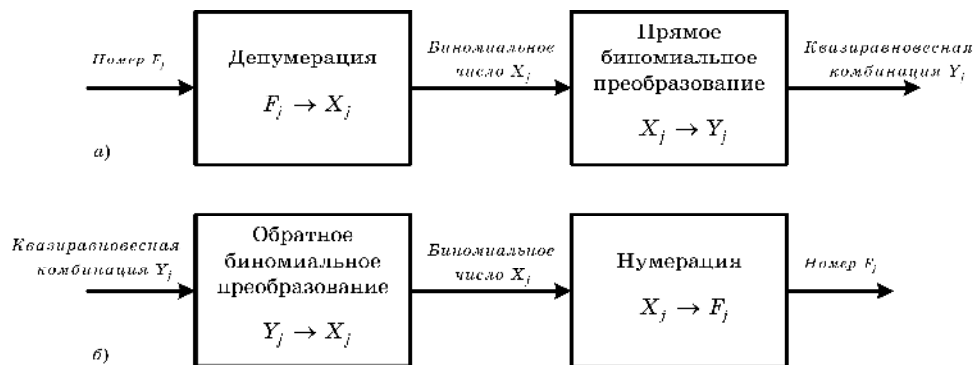 Номер F_j
Депумерация
F_j → X_j
Биномиальное
число X_j
Прямое
биномиальное
преобразование
X_j → Y_j
Квазиравновесная
комбинация Y_j
а)
Квазиравновесная
комбинация Y_j
Обратное
биномиальное
преобразование
Y_j → X_j
Биномиальное
число X_j
Нумерация
X_j → F_j
Номер F_j
б)